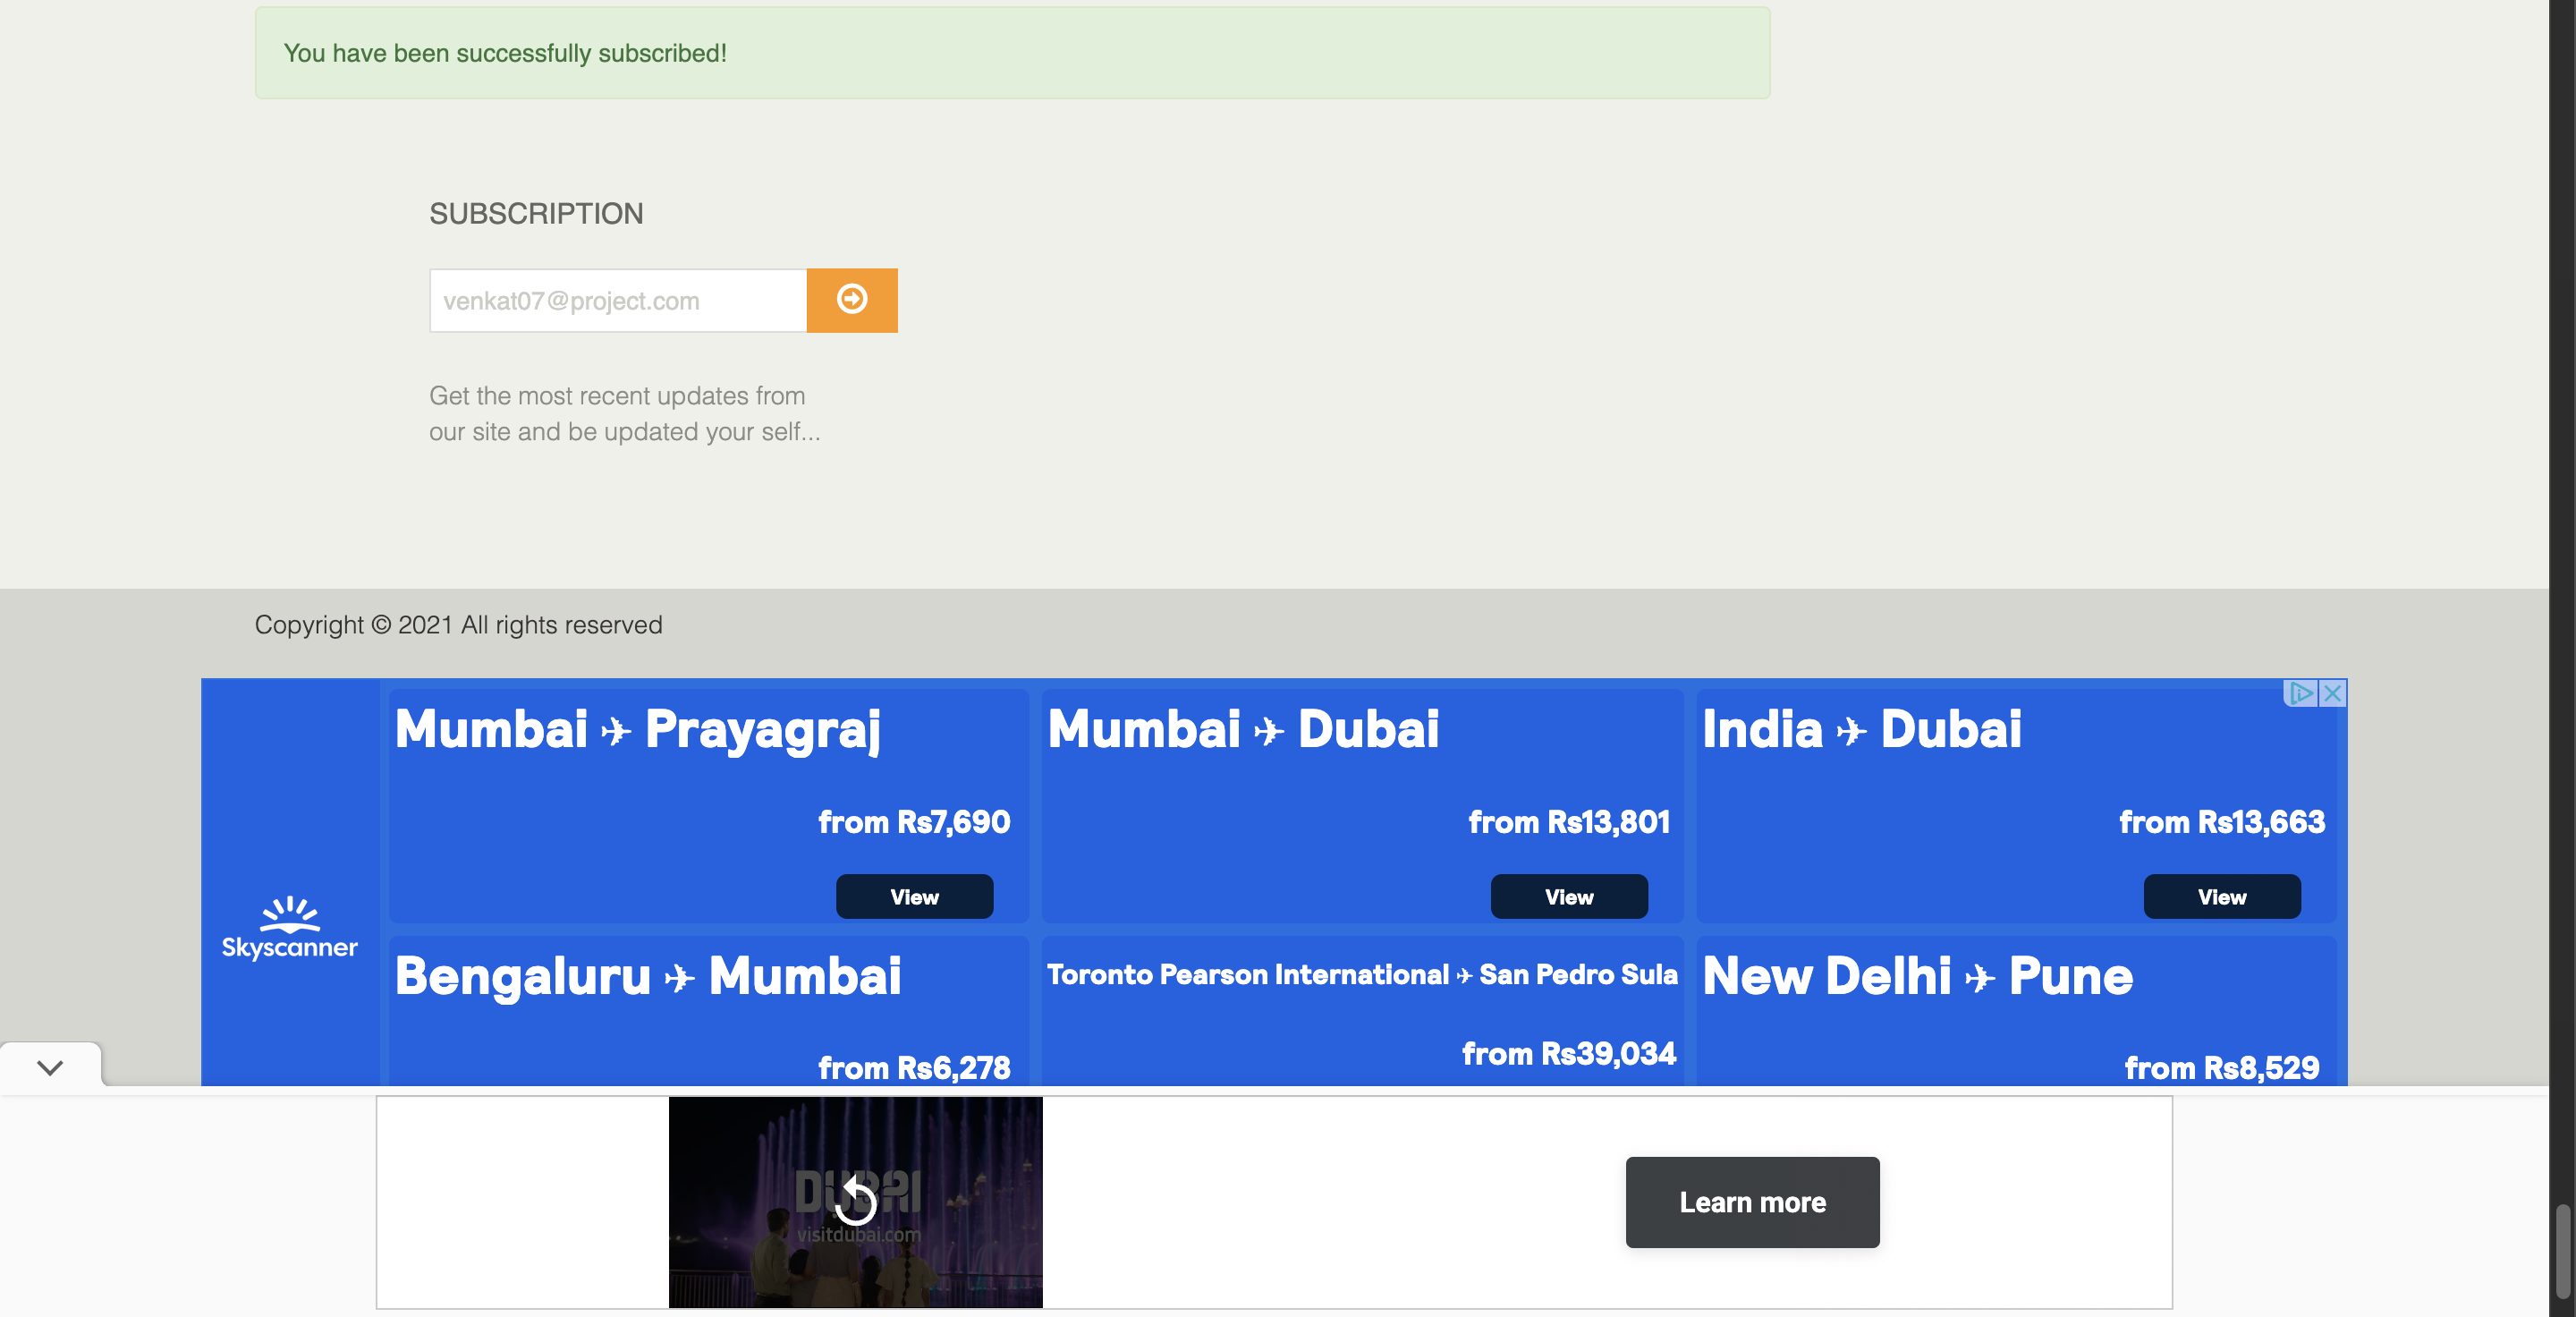 You have been successfully subscribed!
SUBSCRIPTION
venkat07@project.com
Get the most recent updates from
our site and be updated your self...
Copyright © 2021 All rights reserved
Mumbai ✈ Prayagraj
from Rs7,690
View
Mumbai ✈ Dubai
from Rs13,801
View
India ✈ Dubai
from Rs13,663
View
Skyscanner
Bengaluru ✈ Mumbai
from Rs6,278
Toronto Pearson International ✈ San Pedro Sula
from Rs39,034
New Delhi ✈ Pune
from Rs8,529
DUBAI
visitdubai.com
Learn more